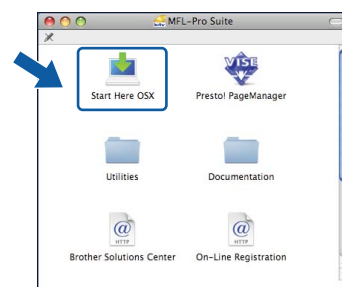 MFL-Pro Suite
VISE
Start Here OSX
Presto! PageManager
Utilities
Documentation
@
HTTP
@
HTTP
Brother Solutions Center
On-Line Registration